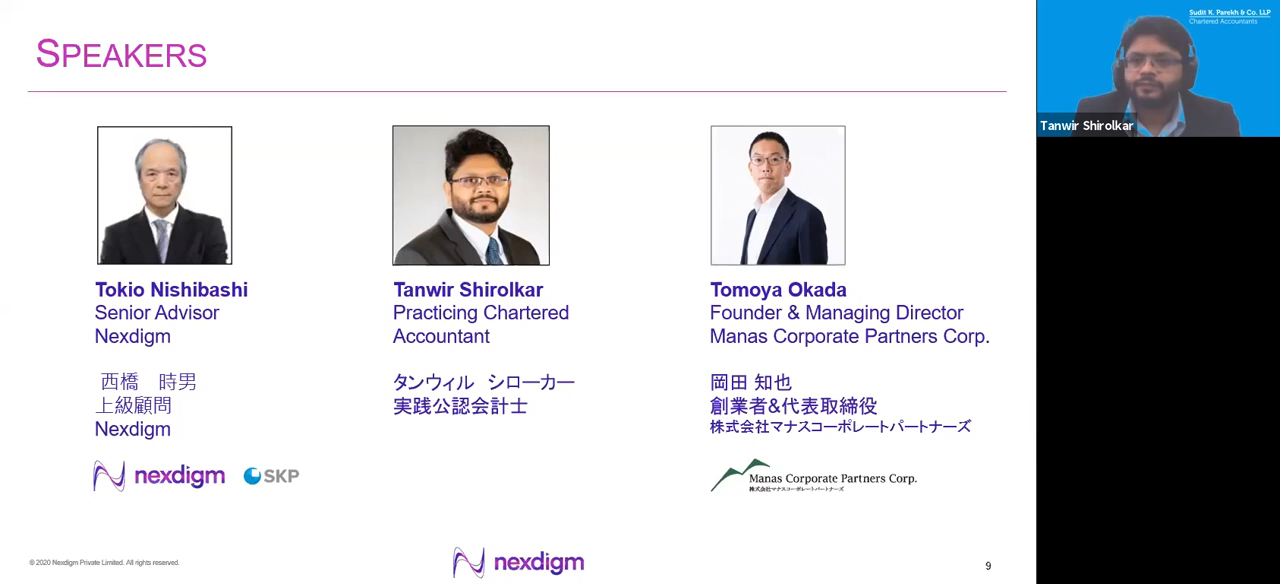 SPEAKERS
Tokio Nishibashi
Senior Advisor
Nexdigm
西橋　時男
上級顧問
Nexdigm
nexdigm SKP
Tanwir Shirolkar
Practicing Chartered
Accountant
タンウィル　シローカー
実践公認会計士
Tomoya Okada
Founder & Managing Director
Manas Corporate Partners Corp.
岡田 知也
創業者&代表取締役
株式会社マナスコーポレートパートナーズ
Manas Corporate Partners Corp.
株式会社マナスコーポレートパートナーズ
© 2020 Nexdigm Private Limited. All rights reserved.
nexdigm
9
Sudit K. Parekh & Co. LLP
Chartered Accountants
Tanwir Shirolkar